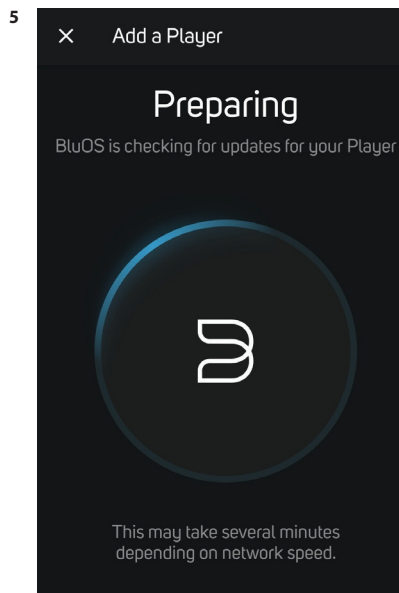 5
Add a Player
Preparing
BluOS is checking for updates for your Player
This may take several minutes
depending on network speed.